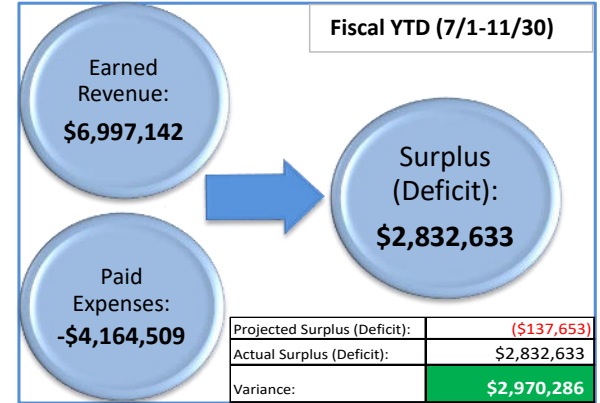 Fiscal YTD (7/1-11/30)
Earned
Revenue:
$6,997,142
Surplus
(Deficit):
$2,832,633
Paid
Expenses:
-$4,164,509
Projected Surplus (Deficit): ($137,653)
Actual Surplus (Deficit): $2,832,633
Variance: $2,970,286